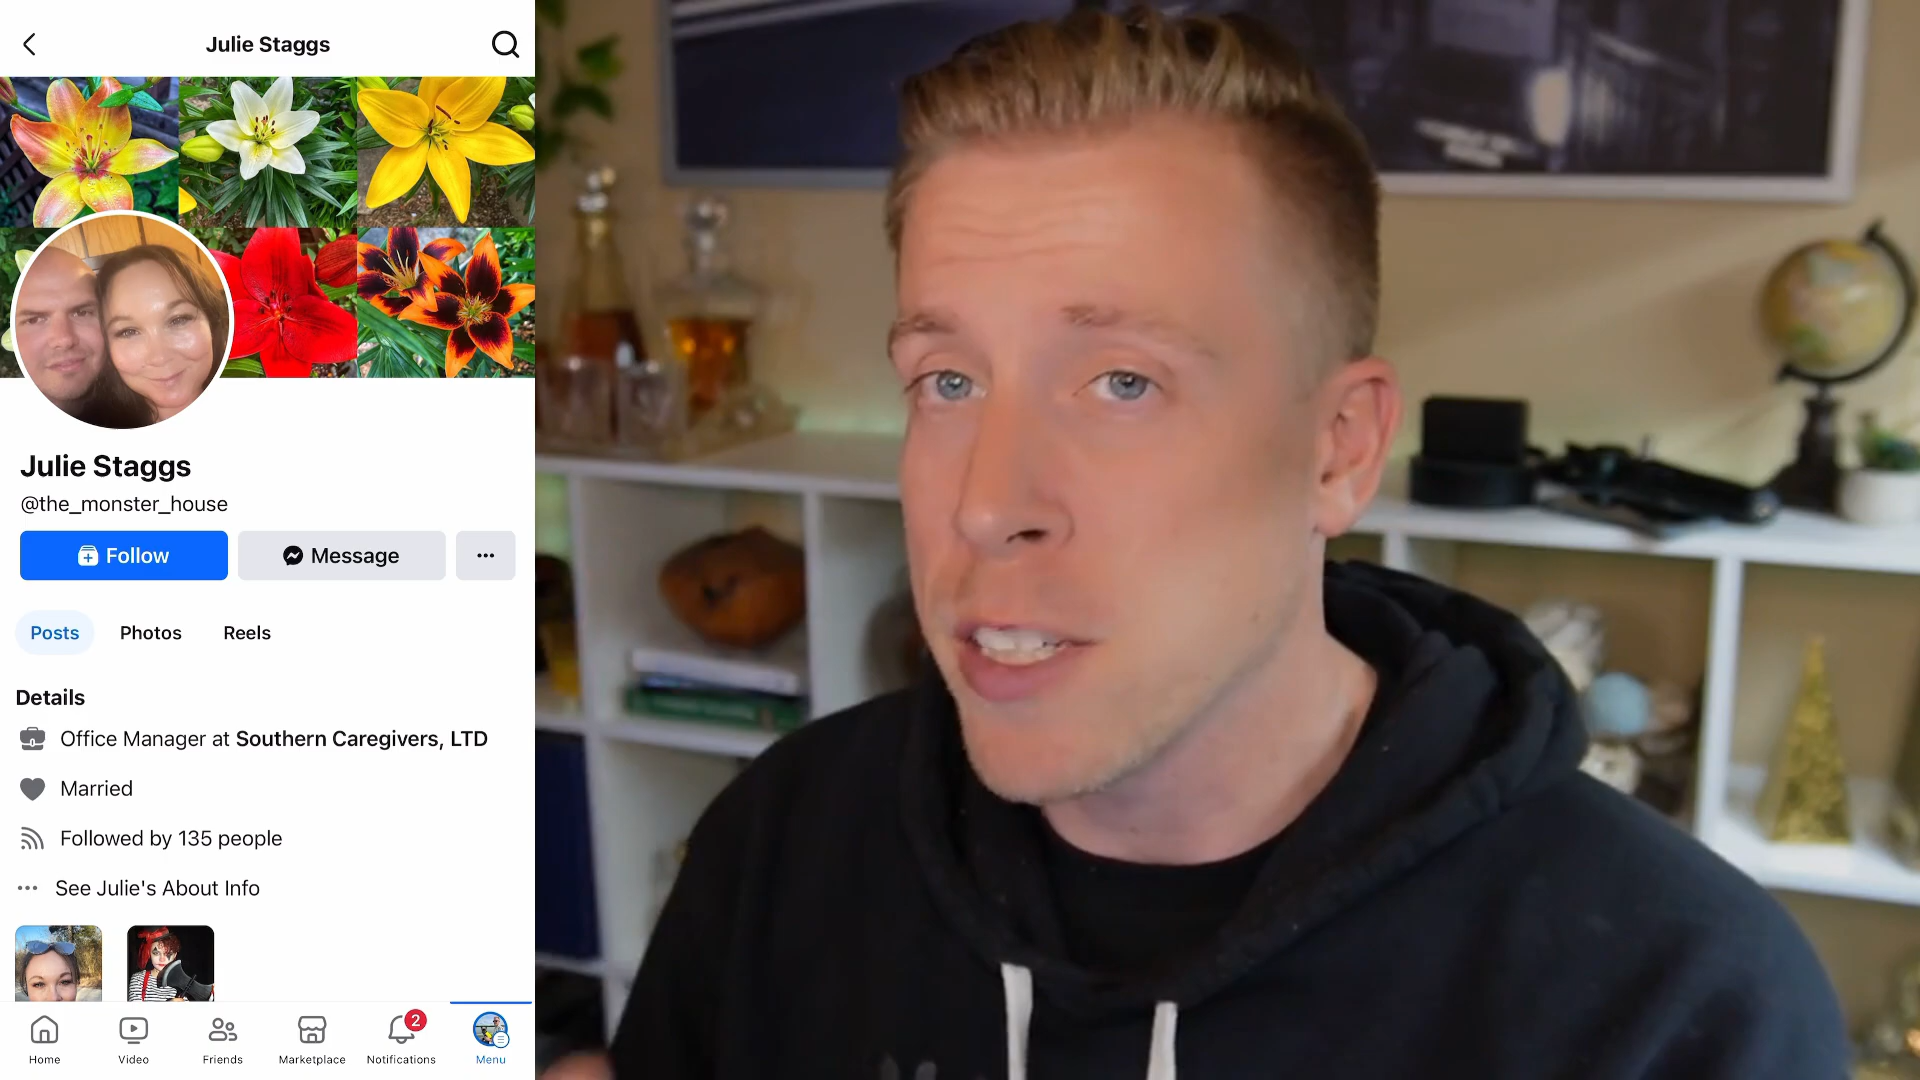 Julie Staggs
Julie Staggs
@the_monster_house
Follow
Message
Posts
Photos
Reels
Details
Office Manager at Southern Caregivers, LTD
Married
Followed by 135 people
See Julie's About Info
2
Home
Video
Friends
Marketplace
Notifications
Menu